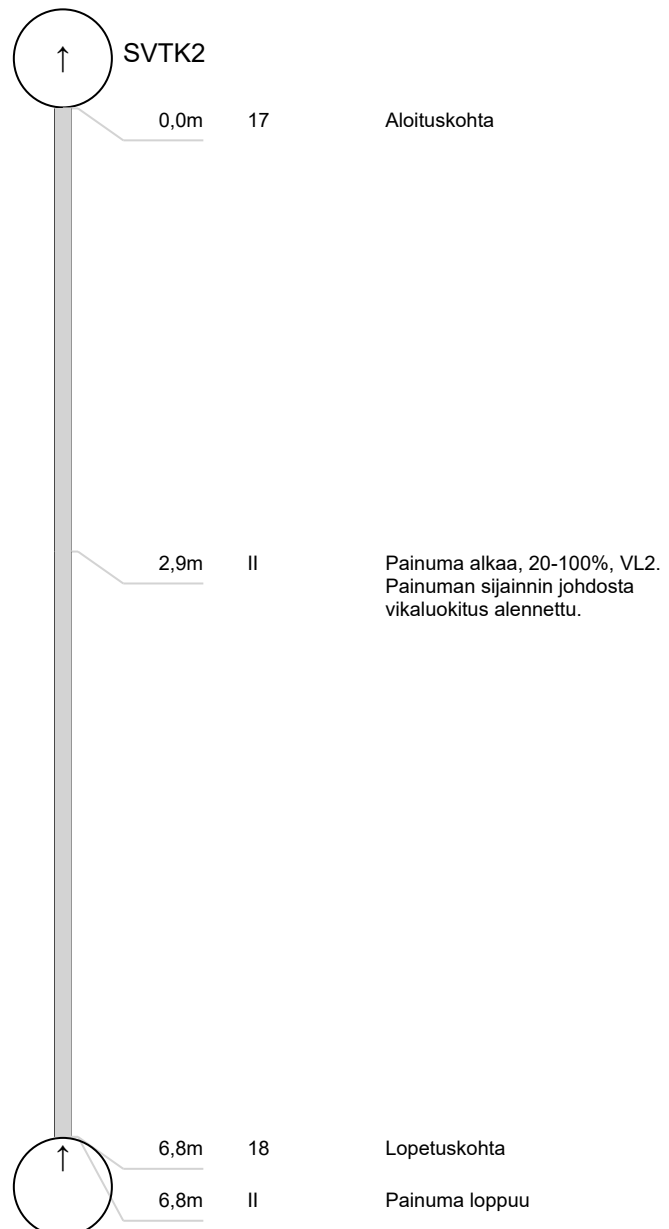 ↑ SVTK2
0,0m 17 Aloituskohta
2,9m II Painuma alkaa, 20-100%, VL2.
Painuman sijainnin johdosta
vikaluokitus alennettu.
↑ 6,8m 18 Lopetuskohta
6,8m II Painuma loppuu